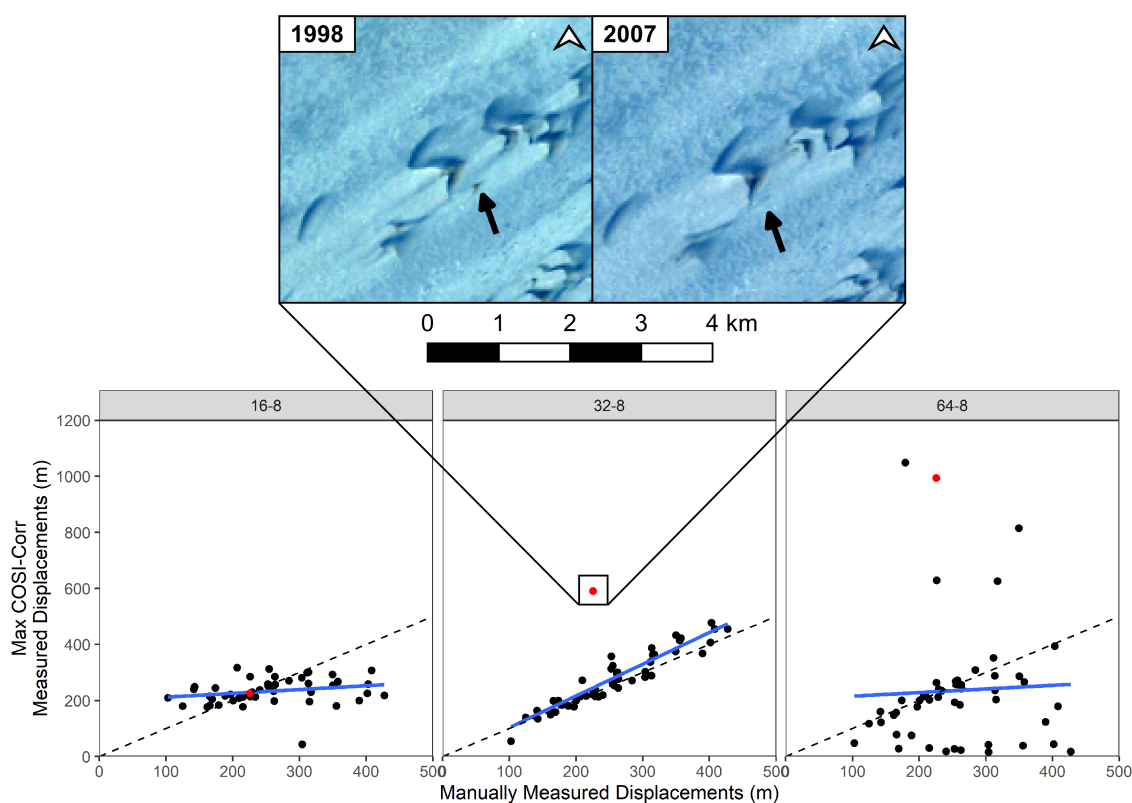 1998
2007
0 1 2 3 4 km
16-8
32-8
64-8
Max COSI-Corr
Measured Displacements (m)
1200
1000
800
600
400
200
0
0 100 200 300 400 500
0 100 200 300 400 500
0 100 200 300 400 500
Manually Measured Displacements (m)